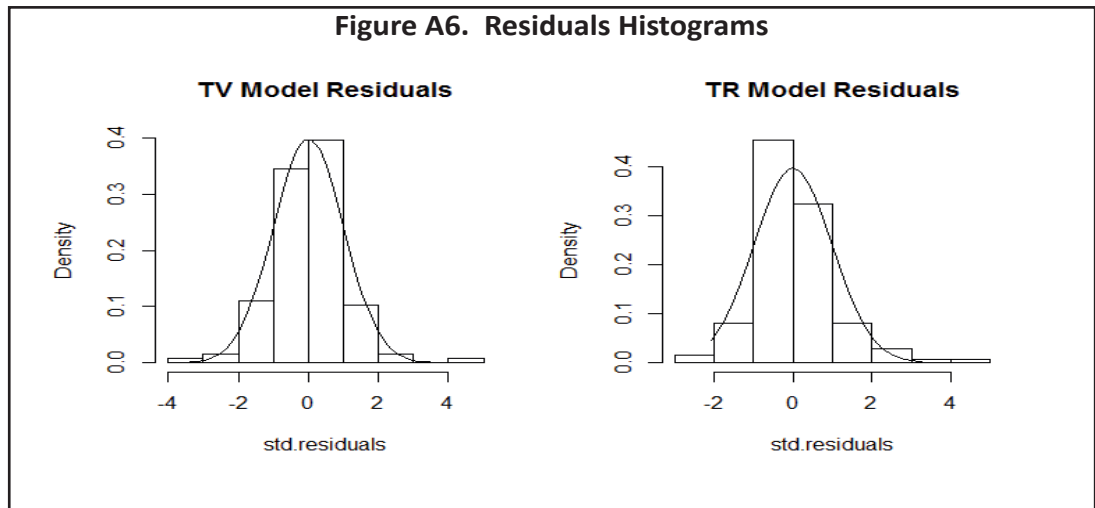 Figure A6. Residuals Histograms
TV Model Residuals
Density
0.0 0.1 0.2 0.3 0.4
-4 -2 0 2 4
std.residuals
TR Model Residuals
Density
0.0 0.1 0.2 0.3 0.4
-2 0 2 4
std.residuals